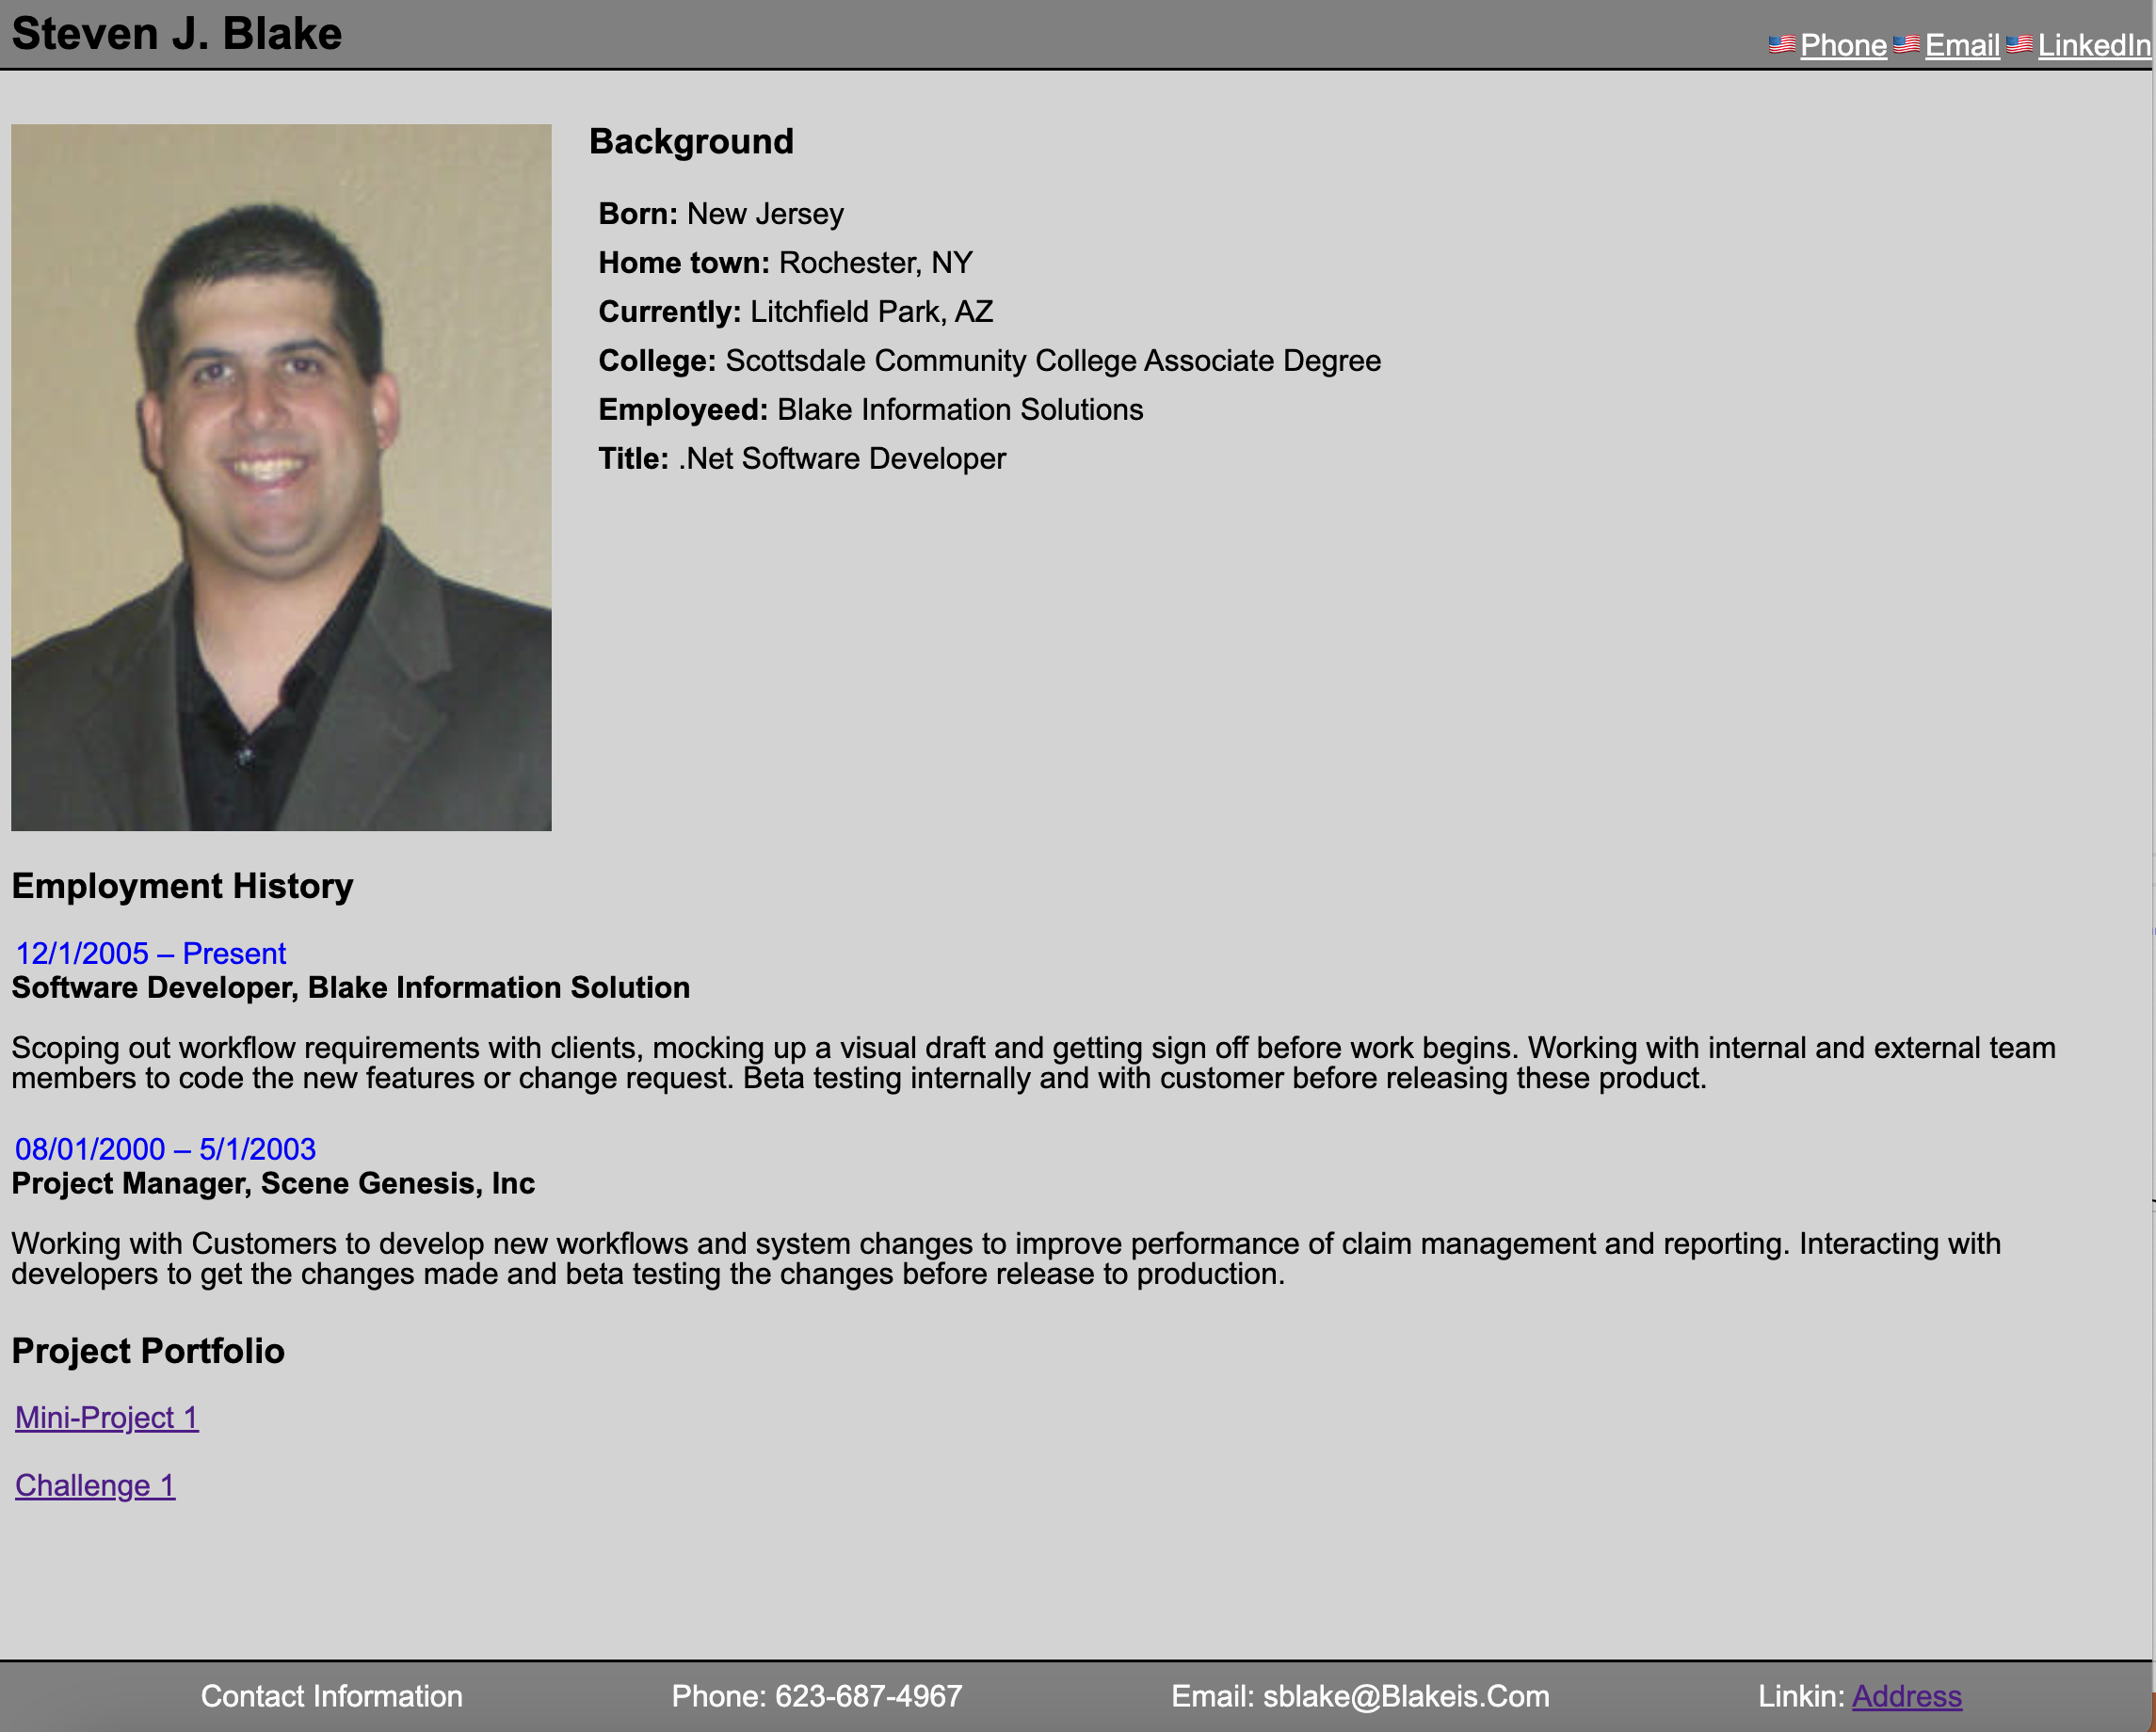 Steven J. Blake
🇺🇸 Phone 🇺🇸 Email 🇺🇸 LinkedIn
Background
Born: New Jersey
Home town: Rochester, NY
Currently: Litchfield Park, AZ
College: Scottsdale Community College Associate Degree
Employeed: Blake Information Solutions
Title: .Net Software Developer
Employment History
12/1/2005 – Present
Software Developer, Blake Information Solution
Scoping out workflow requirements with clients, mocking up a visual draft and getting sign off before work begins. Working with internal and external team
members to code the new features or change request. Beta testing internally and with customer before releasing these product.
08/01/2000 – 5/1/2003
Project Manager, Scene Genesis, Inc
Working with Customers to develop new workflows and system changes to improve performance of claim management and reporting. Interacting with
developers to get the changes made and beta testing the changes before release to production.
Project Portfolio
Mini-Project 1
Challenge 1
Contact Information Phone: 623-687-4967 Email: sblake@Blakeis.Com Linkin: Address